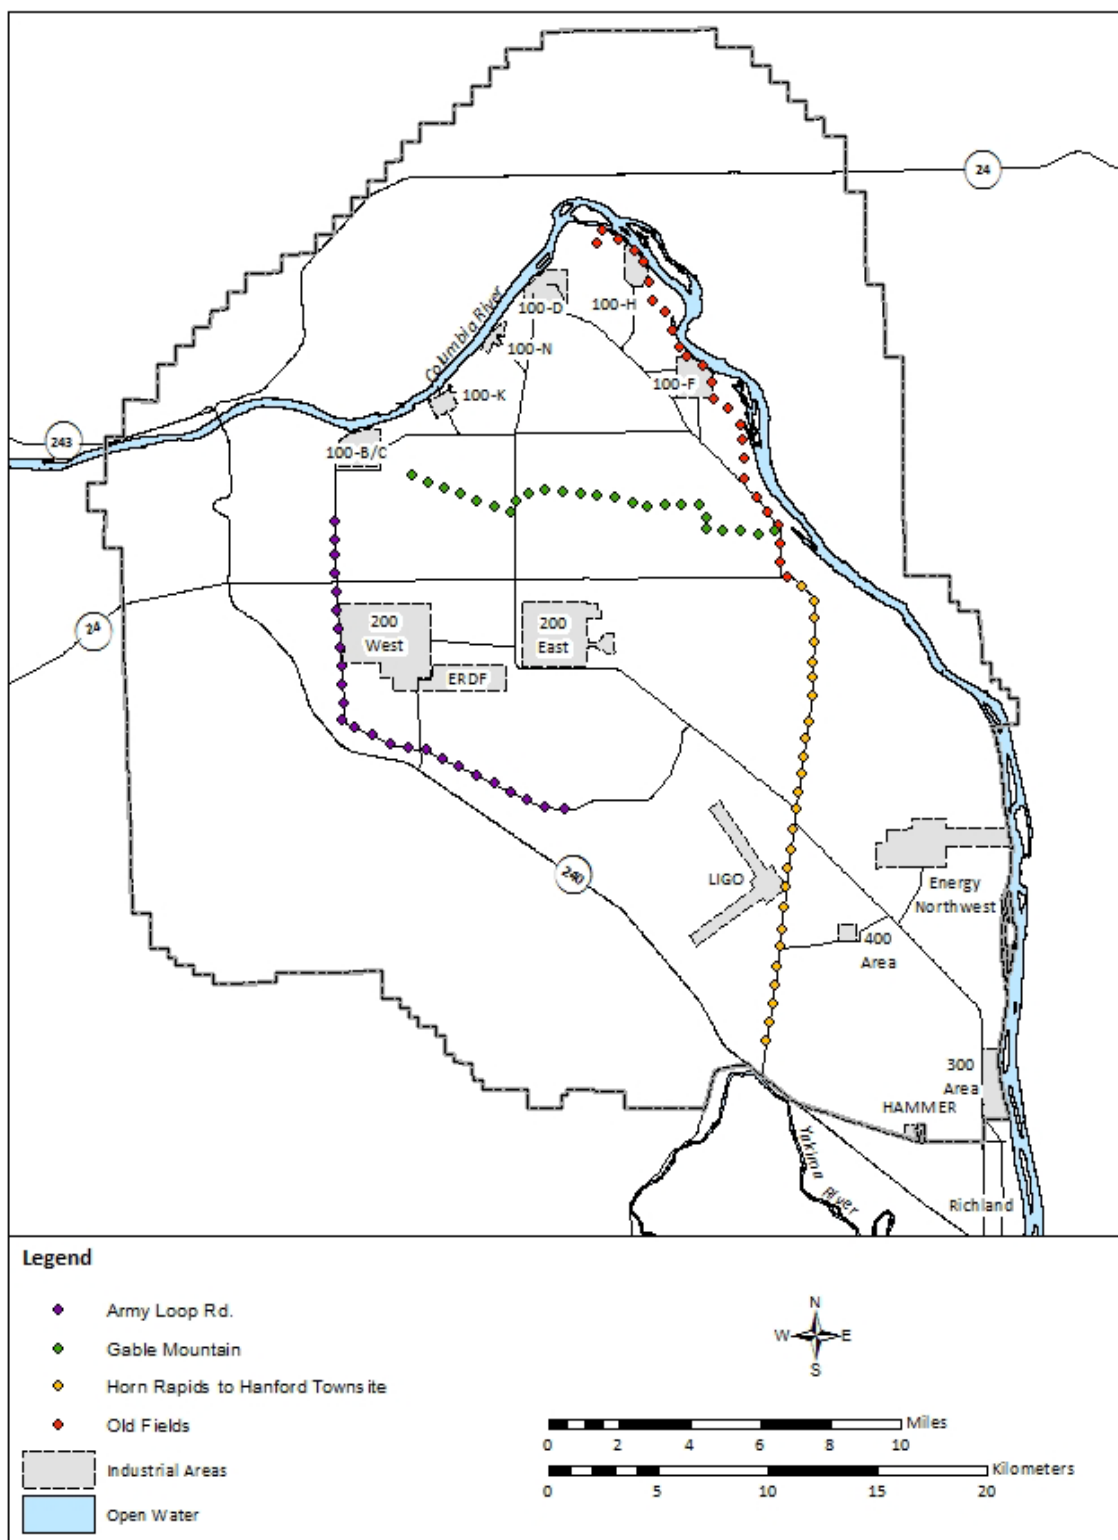 24
Columbia River
100-D
100-H
100-N
100-F
100-K
243
100-B/C
24
200
West
200
East
ERDF
240
LIGO
Energy
Northwest
400
Area
300
Area
HAMMER
Yakima
River
Richland
Legend
Army Loop Rd.
Gable Mountain
Horn Rapids to Hanford Townsite
Old Fields
Industrial Areas
Open Water
N
W E
S
Miles
0 2 4 6 8 10
Kilometers
0 5 10 15 20